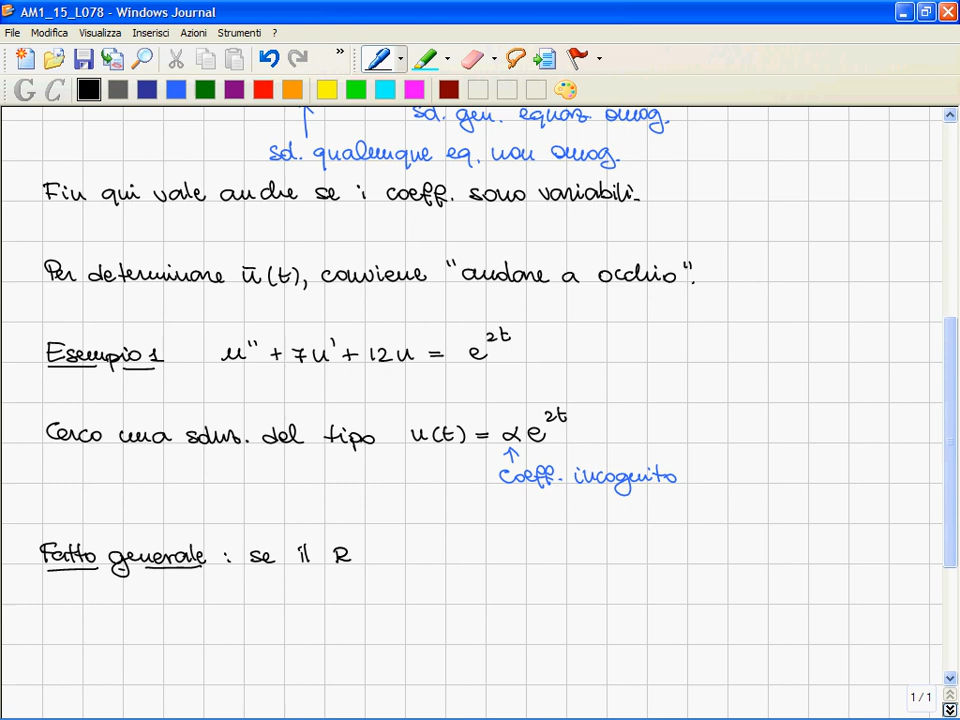 AM1_15_L078 - Windows Journal
File Modifica Visualizza Inserisci Azioni Strumenti ?
»
sol. gen. equaz. omog.
sol. qualunque eq. non omog.
Fin qui vale anche se i coeff. sono variabili.
Per determinare ū(t), conviene "andare a occhio".
Esempio 1 u'' + 7u' + 12u = e^{2t}
Cerco una soluz. del tipo u(t) = α e^{2t}
↑
coeff. incognito
Fatto generale : se il R
1 / 1